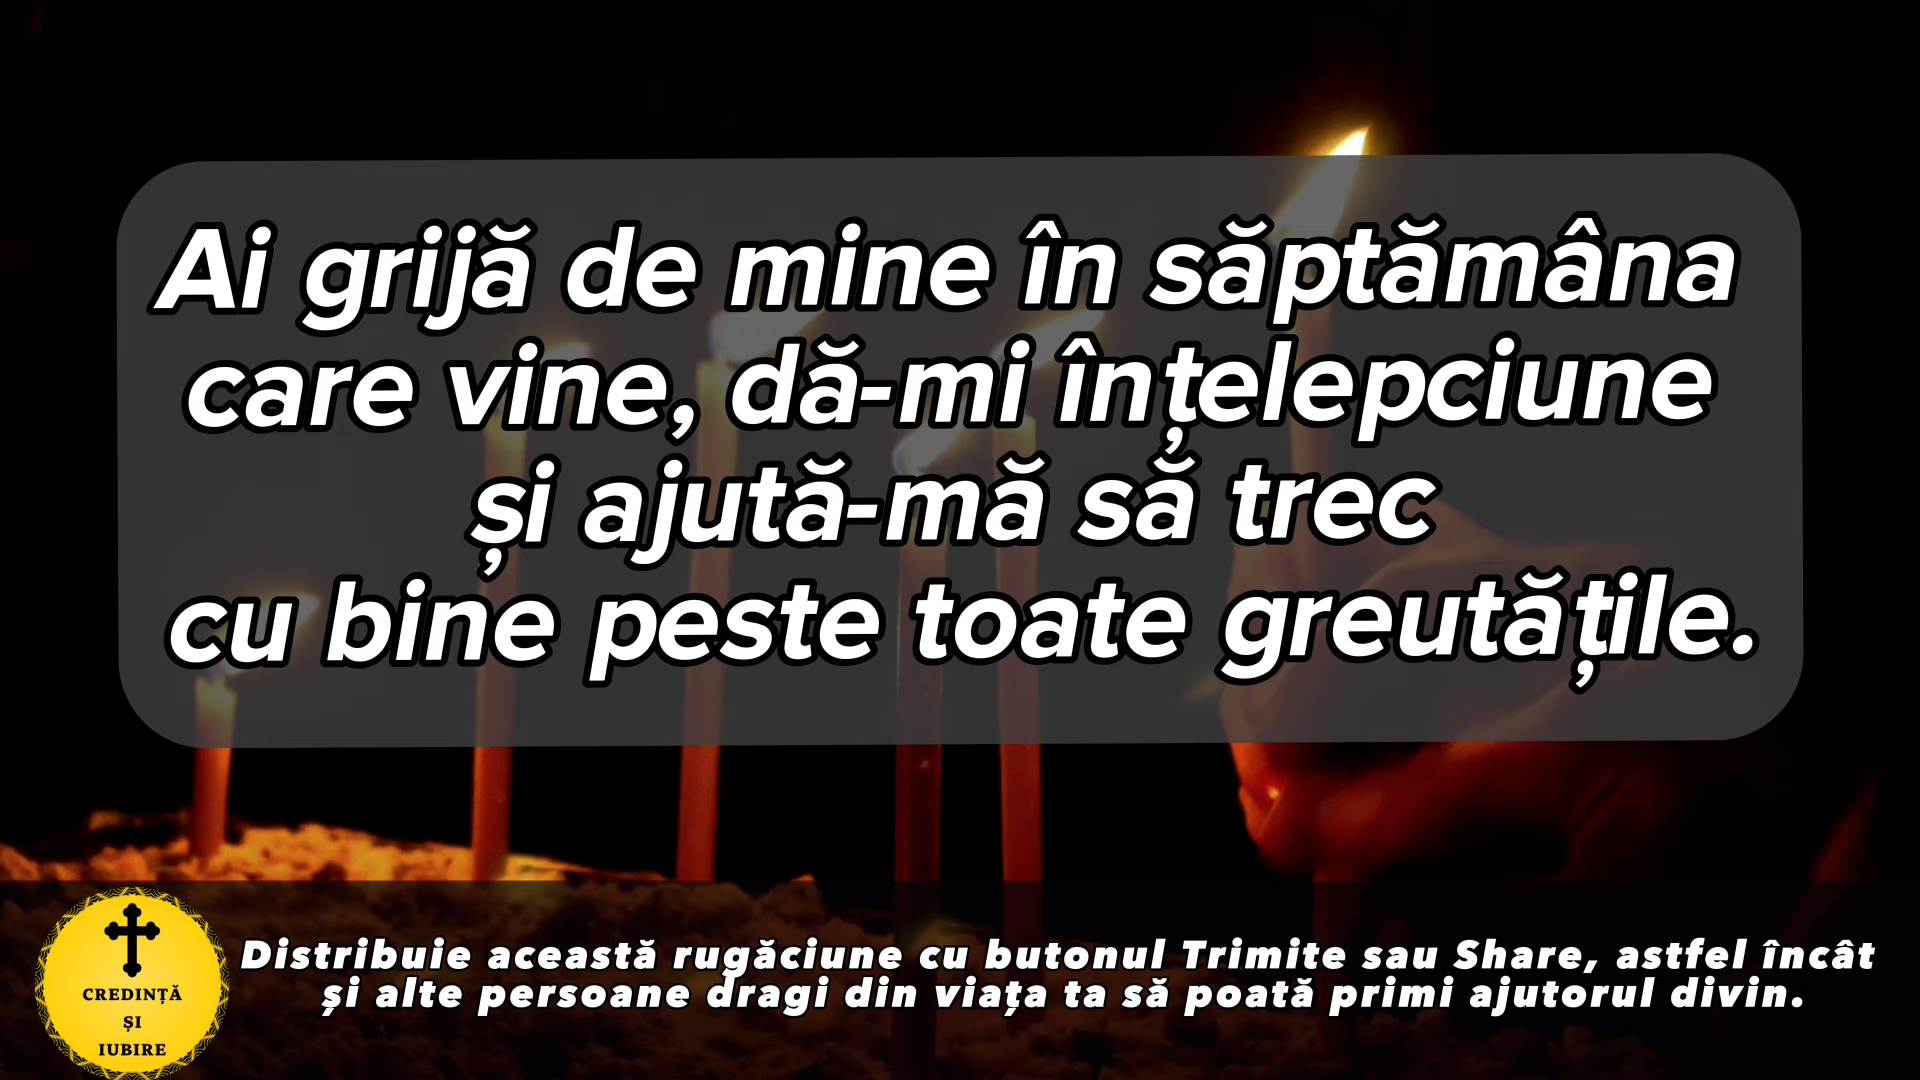 Ai grijă de mine în săptămâna
care vine, dă-mi înțelepciune
și ajută-mă să trec
cu bine peste toate greutățile.
Distribuie această rugăciune cu butonul Trimite sau Share, astfel încât
și alte persoane dragi din viața ta să poată primi ajutorul divin.
CREDINȚĂ
ȘI
IUBIRE